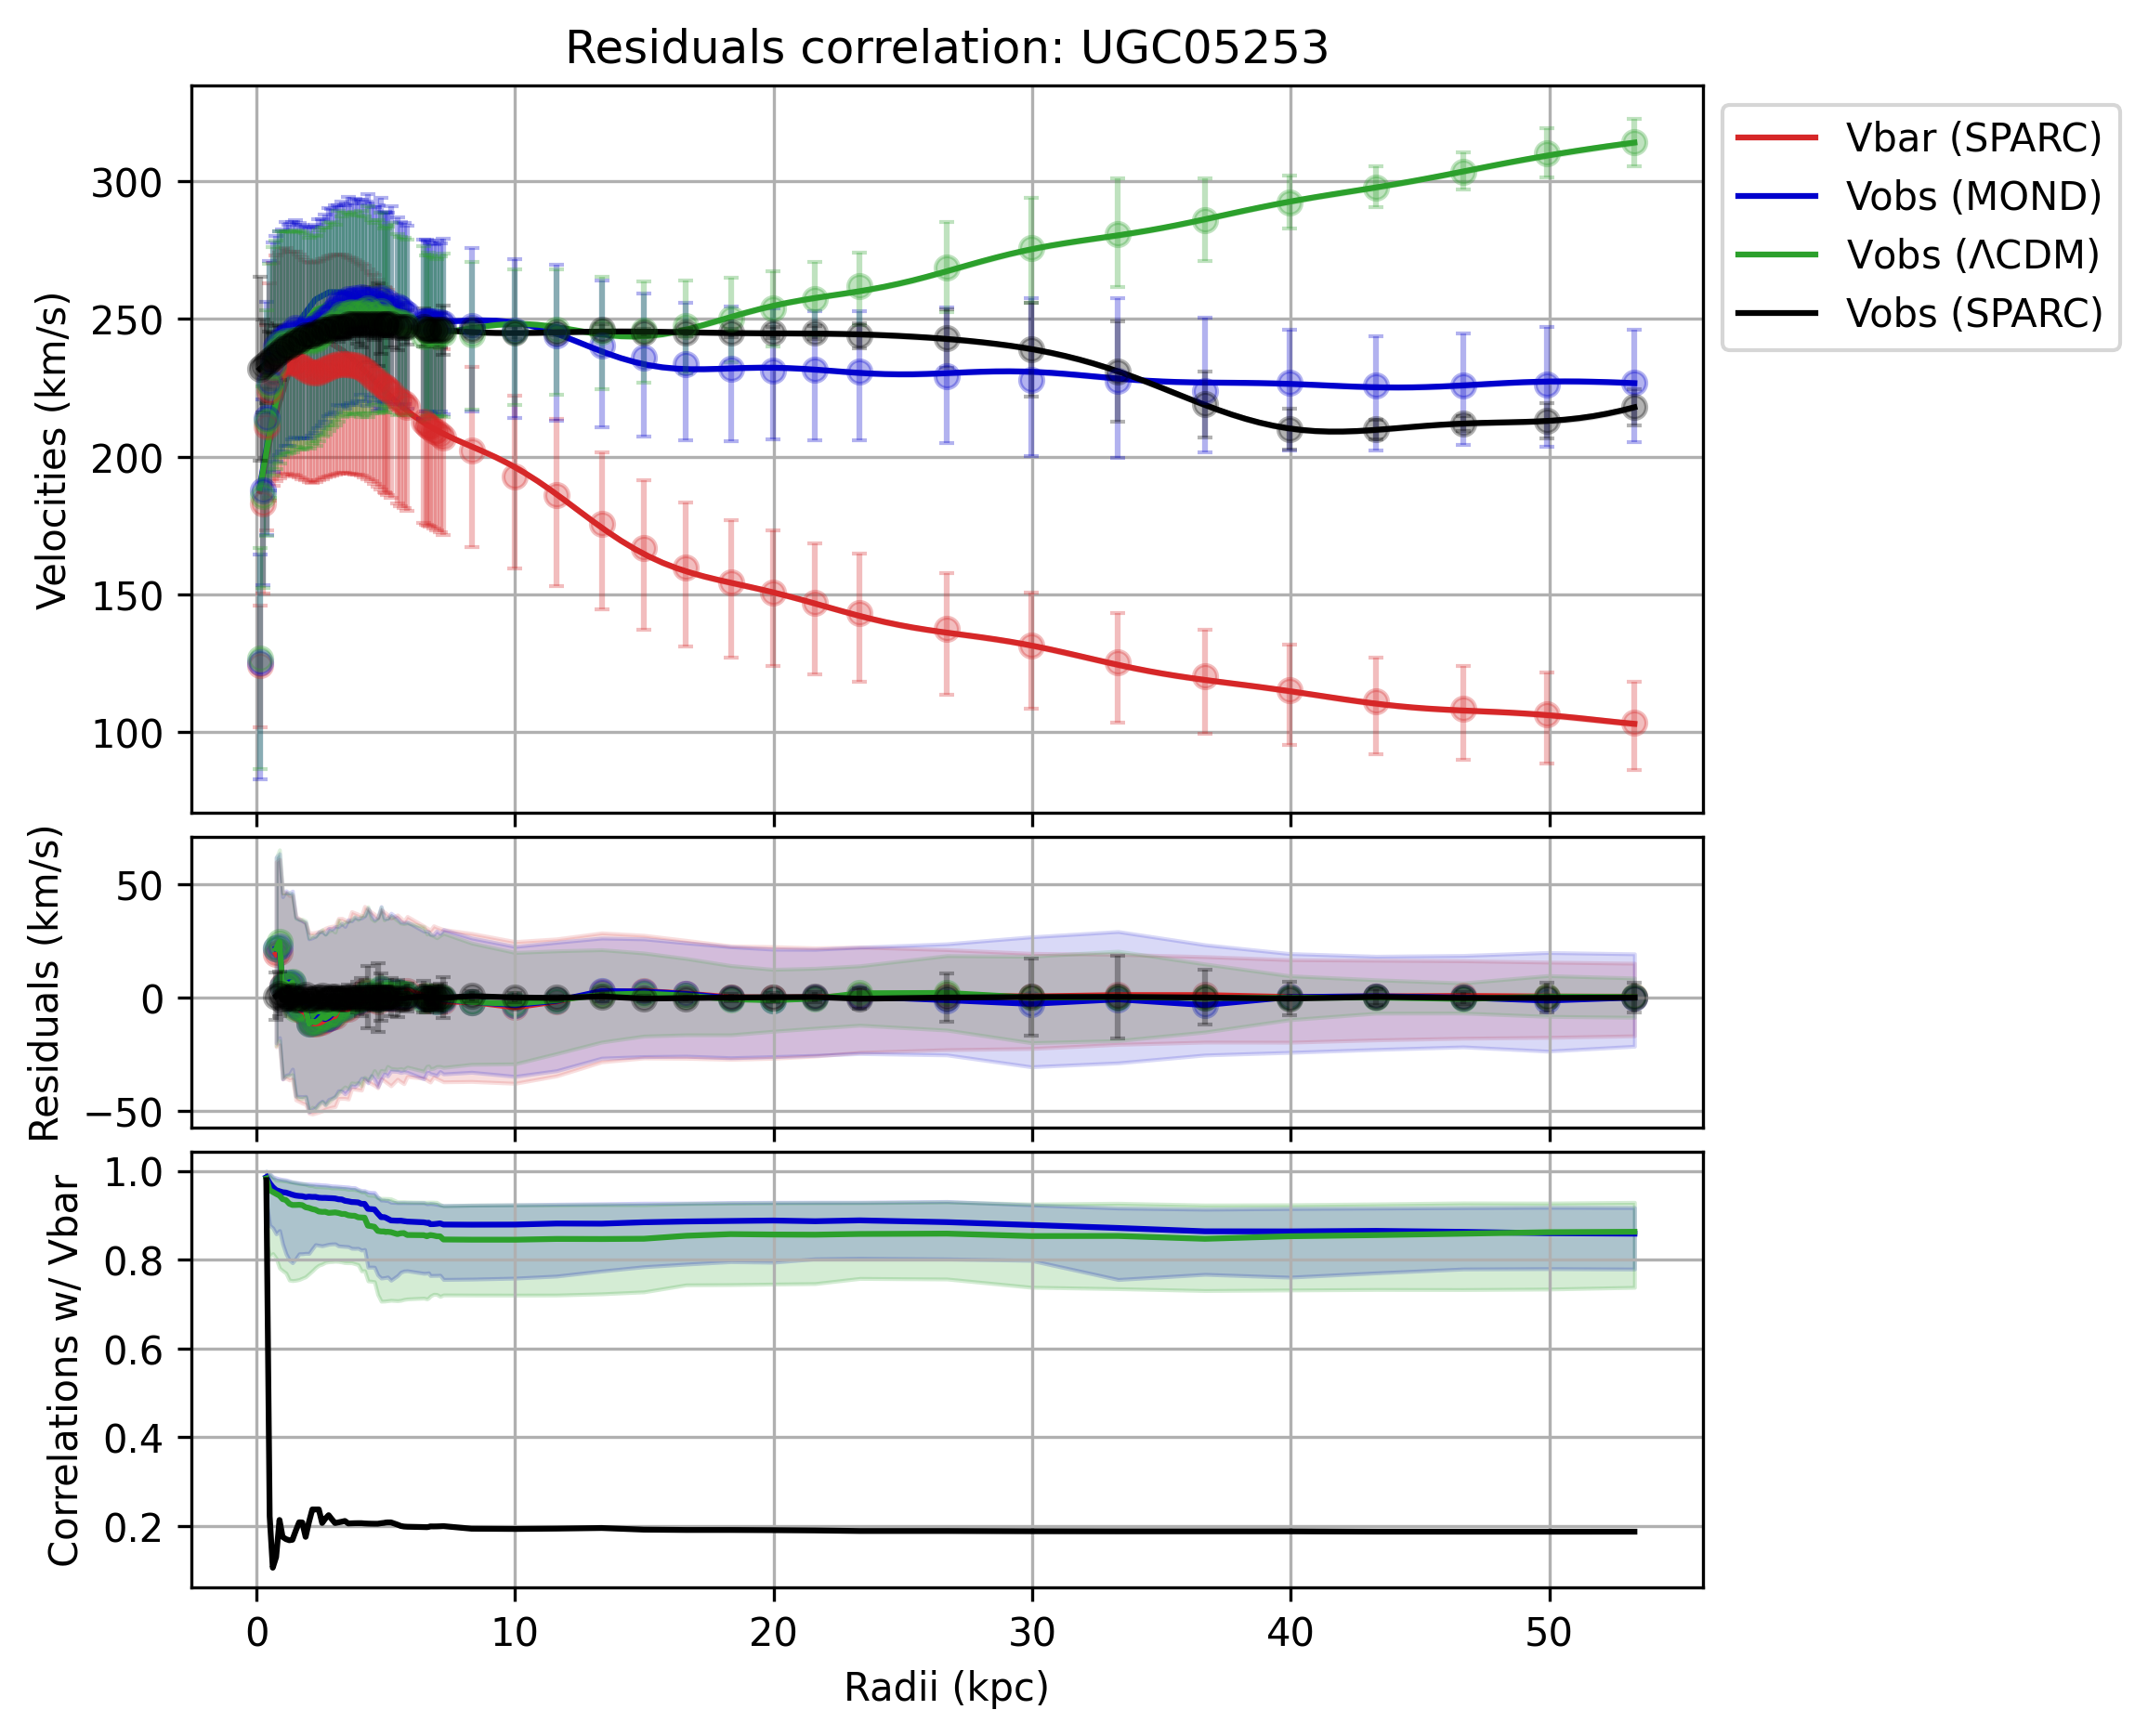 Residuals correlation: UGC05253
Velocities (km/s)
300
250
200
150
100
Vbar (SPARC)
Vobs (MOND)
Vobs (ΛCDM)
Vobs (SPARC)
Residuals (km/s)
50
0
−50
Correlations w/ Vbar
1.0
0.8
0.6
0.4
0.2
0 10 20 30 40 50
Radii (kpc)